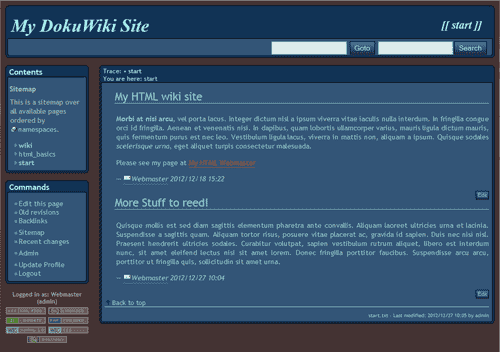 My DokuWiki Site
[[ start ]]
Goto
Search
Contents
Sitemap
This is a sitemap over
all available pages
ordered by
namespaces.
wiki
html_basics
start
Commands
Edit this page
Old revisions
Backlinks
Sitemap
Recent changes
Admin
Update Profile
Logout
Logged in as: Webmaster
(admin)
Trace: • start
You are here: start
My HTML wiki site
Morbi at nisi arcu, vel porta lacus. Integer dictum nisl a ipsum viverra vitae iaculis nulla interdum. In fringilla congue
orci id fringilla. Aenean et venenatis nisi. In dapibus, quam lobortis ullamcorper varius, mauris ligula dictum mauris,
quis fermentum purus est nec leo. Vestibulum ligula lacus, viverra in mattis non, aliquam a ipsum. Quisque sodales
scelerisque urna, eget aliquet turpis consectetur malesuada.
Please see my page at My HTML Webmaster
— Webmaster 2012/12/18 15:22
Edit
More Stuff to reed!
Quisque mollis est sed diam sagittis elementum pharetra ante convallis. Aliquam laoreet ultricies urna et lacinia.
Suspendisse a sagittis quam. Aliquam tortor risus, posuere vitae placerat ac, gravida id sapien. Duis nec nisi nisl.
Praesent hendrerit ultricies sodales. Curabitur volutpat, sapien vestibulum rutrum aliquet, libero est interdum
nunc, sit amet eleifend lectus nisl sit amet lorem. Donec fringilla porttitor faucibus. Suspendisse arcu arcu,
porttitor ut fringilla quis, sollicitudin sit amet urna.
— Webmaster 2012/12/27 10:04
Edit
Back to top
start.txt · Last modified: 2012/12/27 10:05 by admin